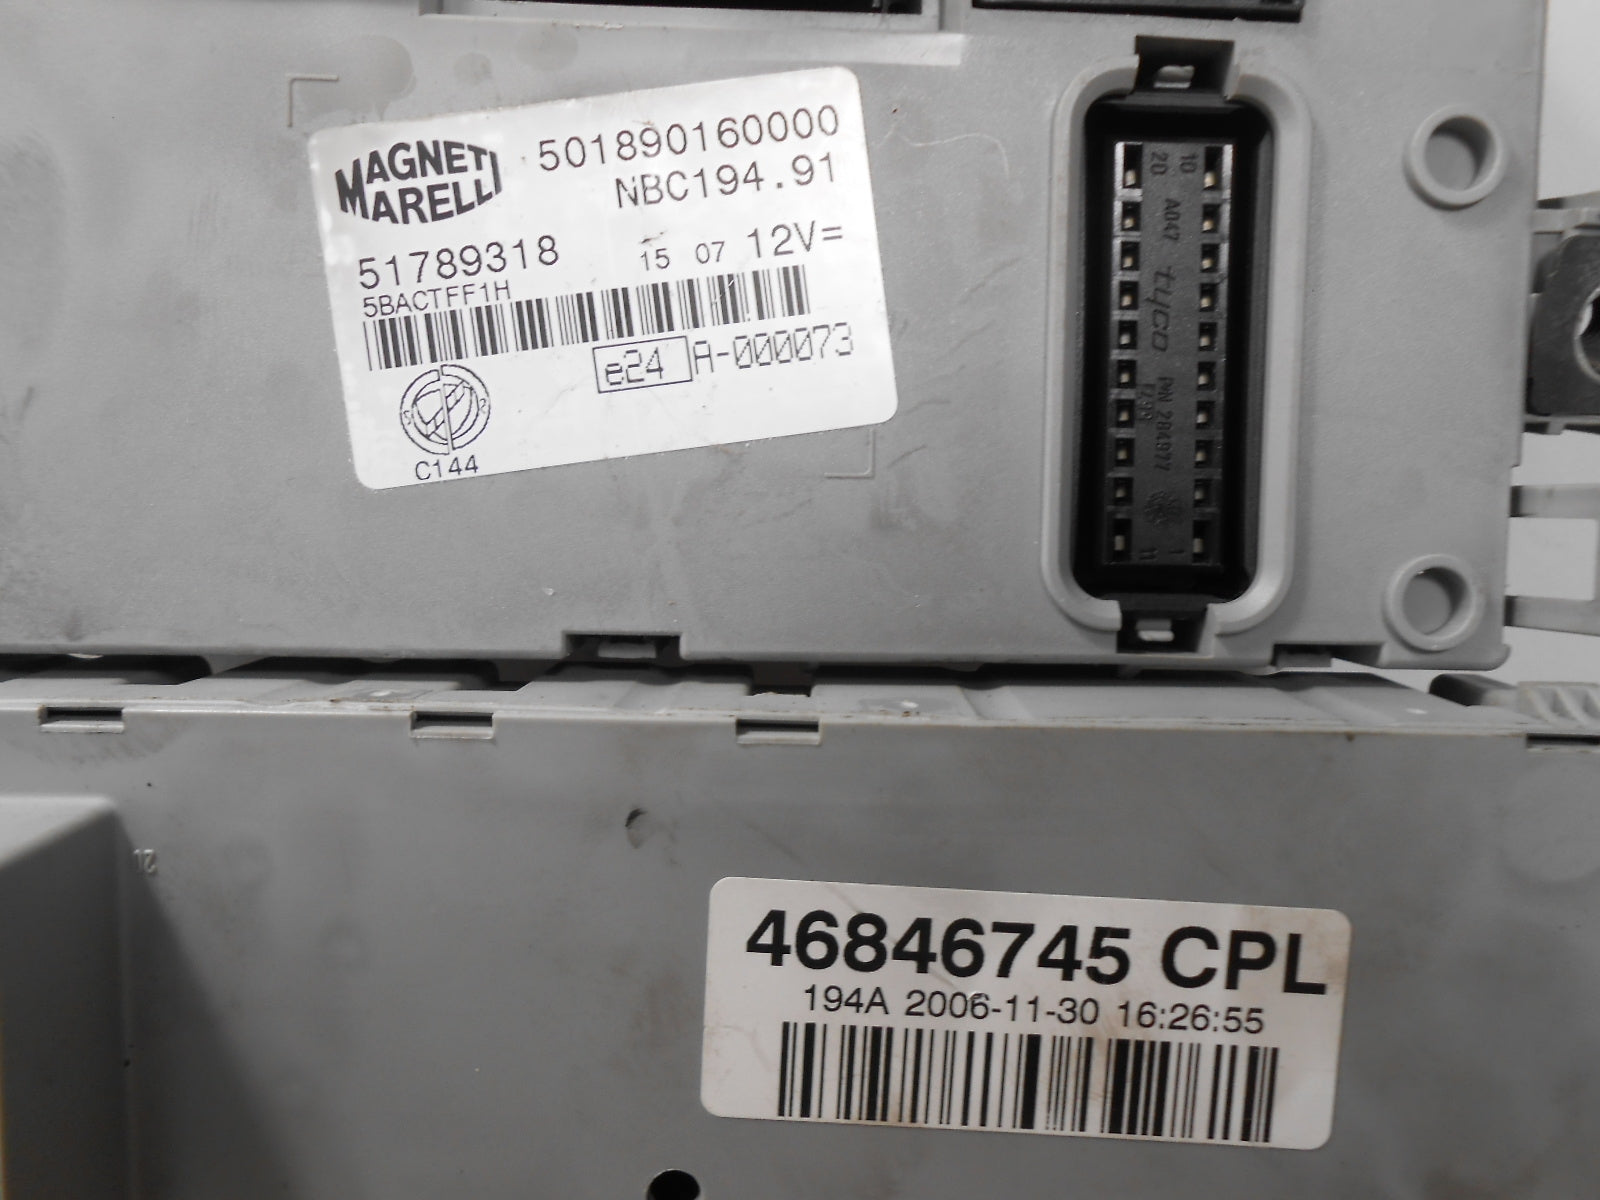 MAGNETI
MARELLI
501890160000
NBC194.91
51789318
15 07 12V=
5BACTFF1H
e24 A-000073
C144
10
20
A047
tyco
P/N 284977
1
11
46846745 CPL
194A 2006-11-30 16:26:55